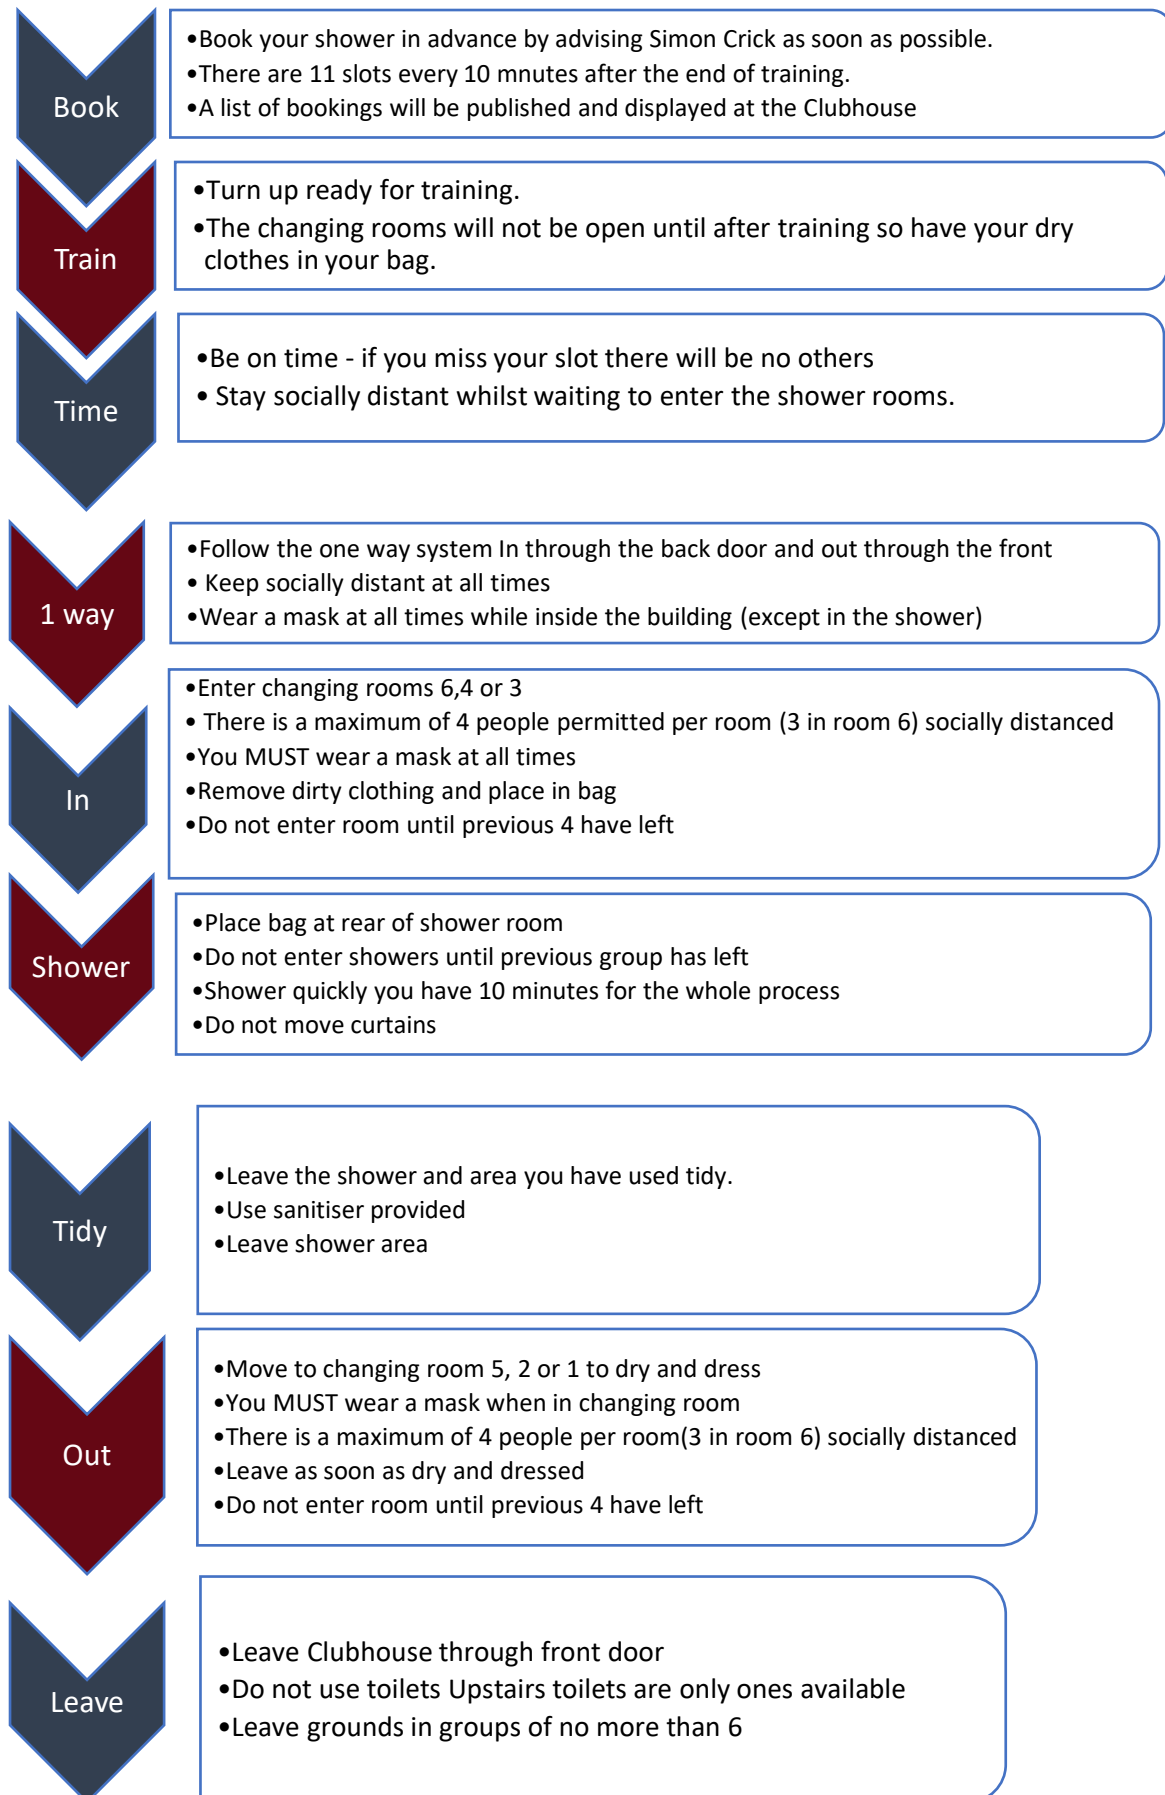 Book
•Book your shower in advance by advising Simon Crick as soon as possible.
•There are 11 slots every 10 mnutes after the end of training.
•A list of bookings will be published and displayed at the Clubhouse
Train
•Turn up ready for training.
•The changing rooms will not be open until after training so have your dry
clothes in your bag.
Time
•Be on time - if you miss your slot there will be no others
• Stay socially distant whilst waiting to enter the shower rooms.
1 way
•Follow the one way system In through the back door and out through the front
• Keep socially distant at all times
•Wear a mask at all times while inside the building (except in the shower)
In
•Enter changing rooms 6,4 or 3
• There is a maximum of 4 people permitted per room (3 in room 6) socially distanced
•You MUST wear a mask at all times
•Remove dirty clothing and place in bag
•Do not enter room until previous 4 have left
Shower
•Place bag at rear of shower room
•Do not enter showers until previous group has left
•Shower quickly you have 10 minutes for the whole process
•Do not move curtains
Tidy
•Leave the shower and area you have used tidy.
•Use sanitiser provided
•Leave shower area
Out
•Move to changing room 5, 2 or 1 to dry and dress
•You MUST wear a mask when in changing room
•There is a maximum of 4 people per room(3 in room 6) socially distanced
•Leave as soon as dry and dressed
•Do not enter room until previous 4 have left
Leave
•Leave Clubhouse through front door
•Do not use toilets Upstairs toilets are only ones available
•Leave grounds in groups of no more than 6